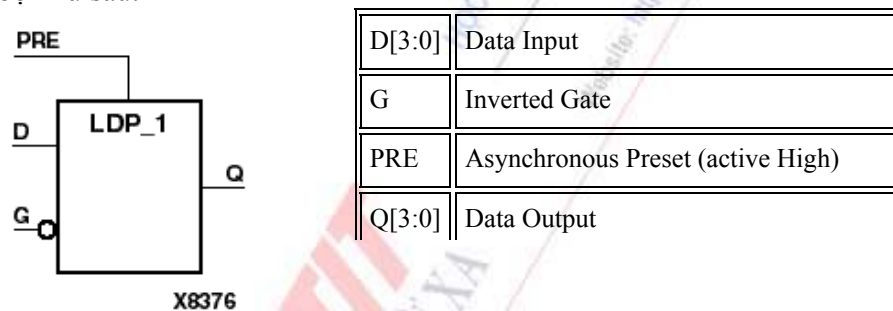 PRE
D
LDP_1
Q
G
X8376
D[3:0] Data Input
G Inverted Gate
PRE Asynchronous Preset (active High)
Q[3:0] Data Output